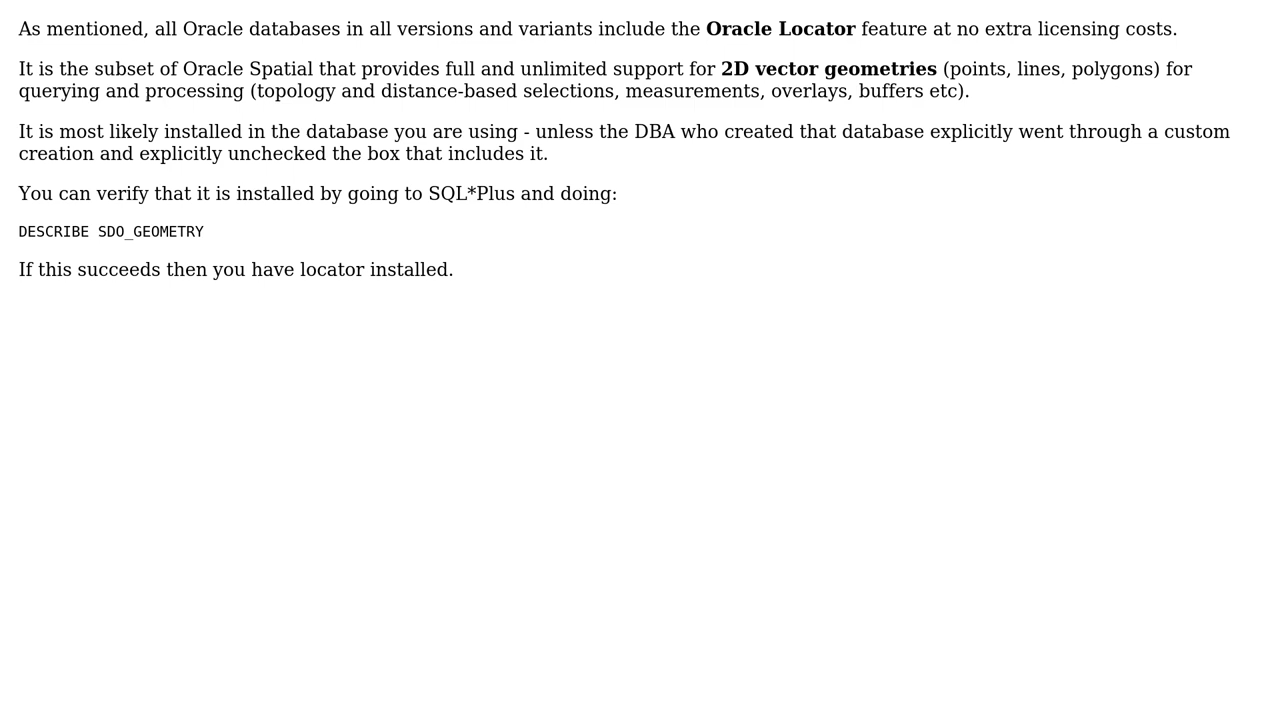 As mentioned, all Oracle databases in all versions and variants include the Oracle Locator feature at no extra licensing costs.
It is the subset of Oracle Spatial that provides full and unlimited support for 2D vector geometries (points, lines, polygons) for
querying and processing (topology and distance-based selections, measurements, overlays, buffers etc).
It is most likely installed in the database you are using - unless the DBA who created that database explicitly went through a custom
creation and explicitly unchecked the box that includes it.
You can verify that it is installed by going to SQL*Plus and doing:
DESCRIBE SDO_GEOMETRY
If this succeeds then you have locator installed.